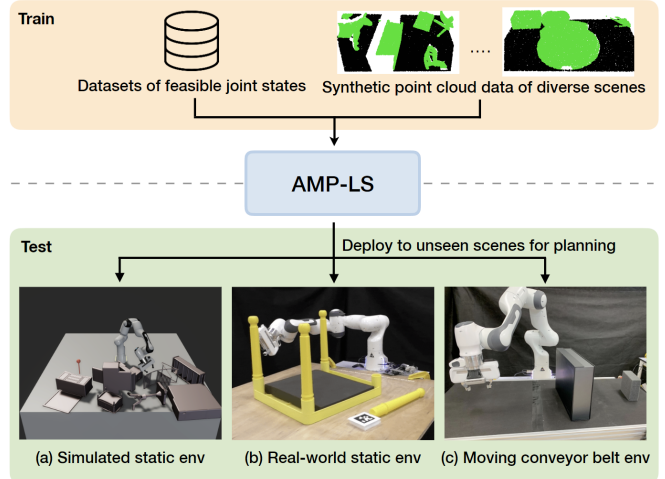 Train
Datasets of feasible joint states
....
Synthetic point cloud data of diverse scenes
AMP-LS
Test
Deploy to unseen scenes for planning
(a) Simulated static env
(b) Real-world static env
(c) Moving conveyor belt env